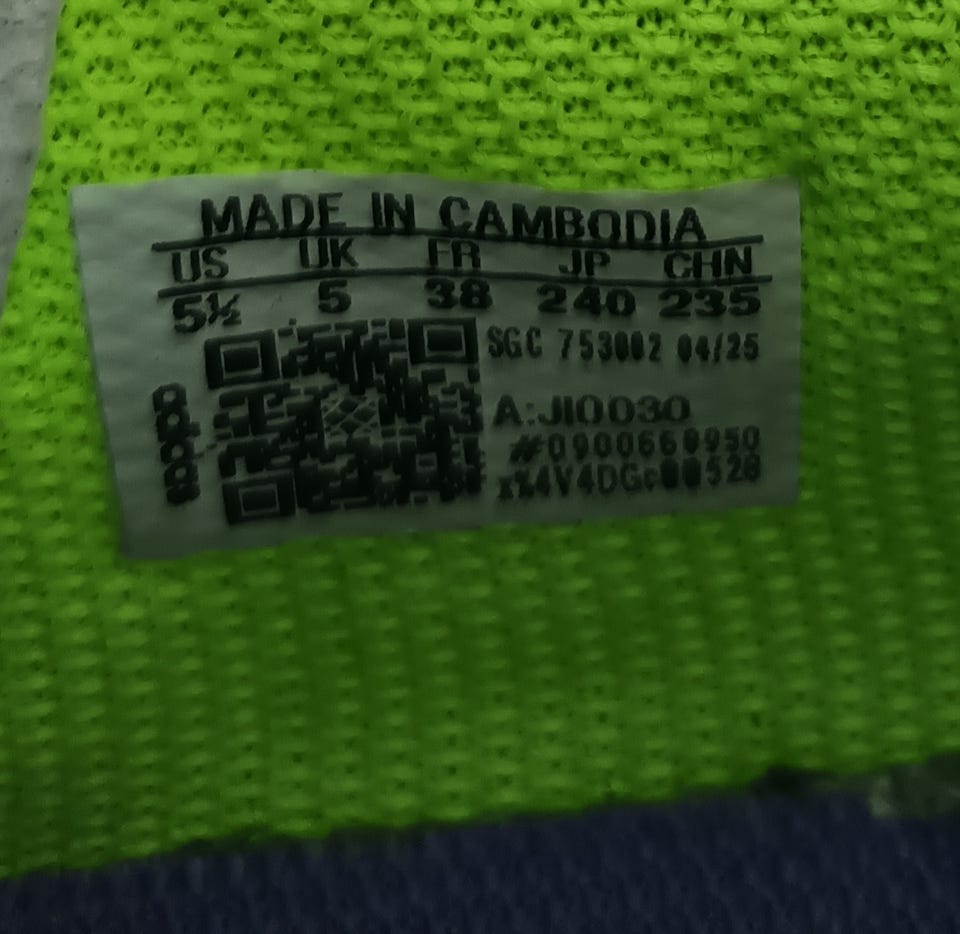 MADE IN CAMBODIA
US UK FR JP CHN
5½ 5 38 240 235
SGC 753002 04/25
A:JI0030
#0900660950